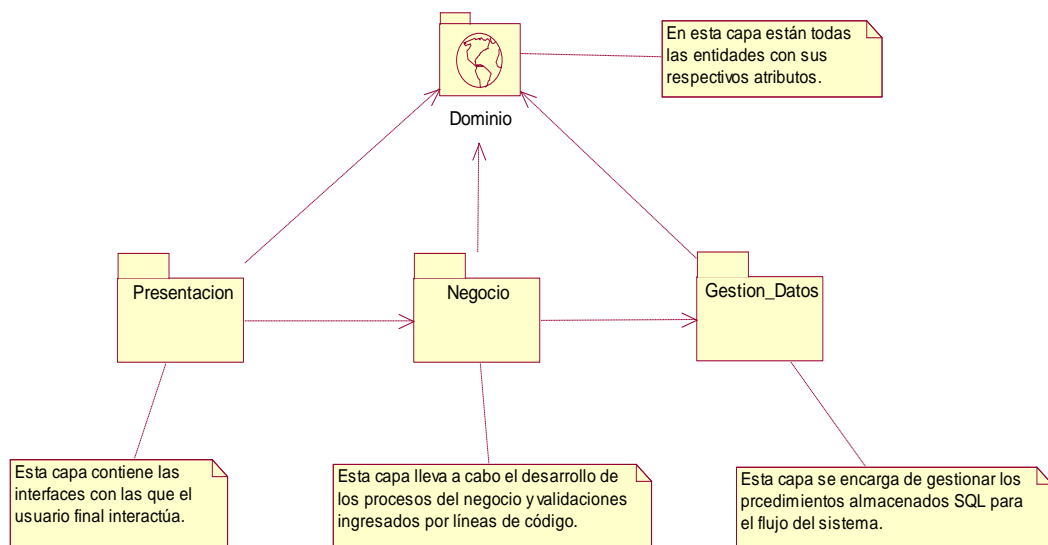 En esta capa están todas
las entidades con sus
respectivos atributos.
Dominio
Presentacion
Negocio
Gestion_Datos
Esta capa contiene las
interfaces con las que el
usuario final interactúa.
Esta capa lleva a cabo el desarrollo de
los procesos del negocio y validaciones
ingresados por líneas de código.
Esta capa se encarga de gestionar los
prcedimientos almacenados SQL para
el flujo del sistema.